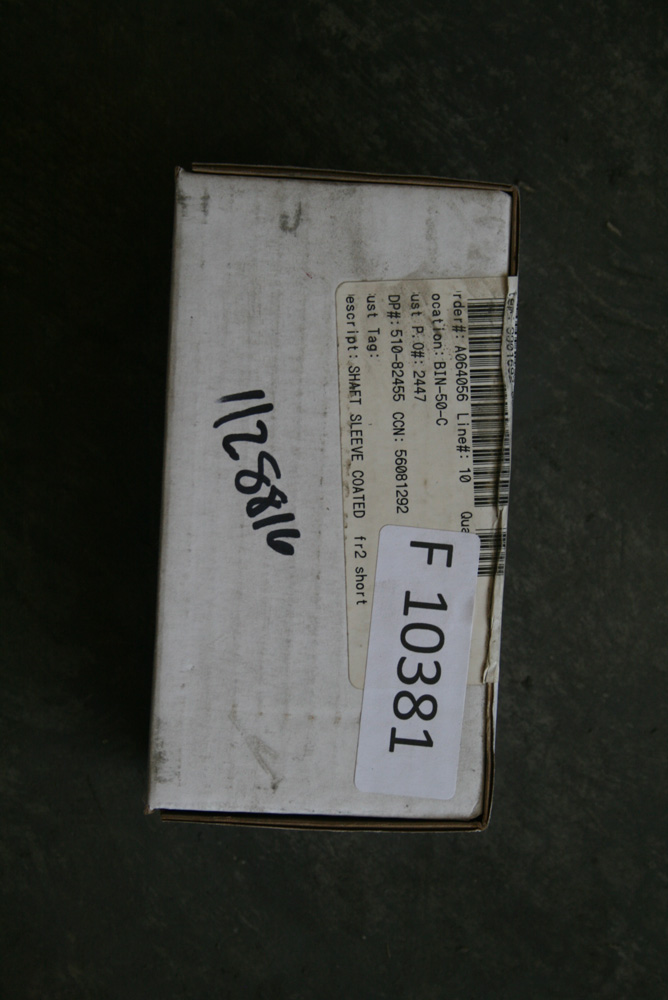 rder#: A064056 Line#: 10 Qua
ocation: BIN-50-C
ust P.O#: 2447
DP#: 510-82455 CCN: 56081292
ust Tag:
escript: SHAFT SLEEVE COATED fr2 short
F 10381
1128816